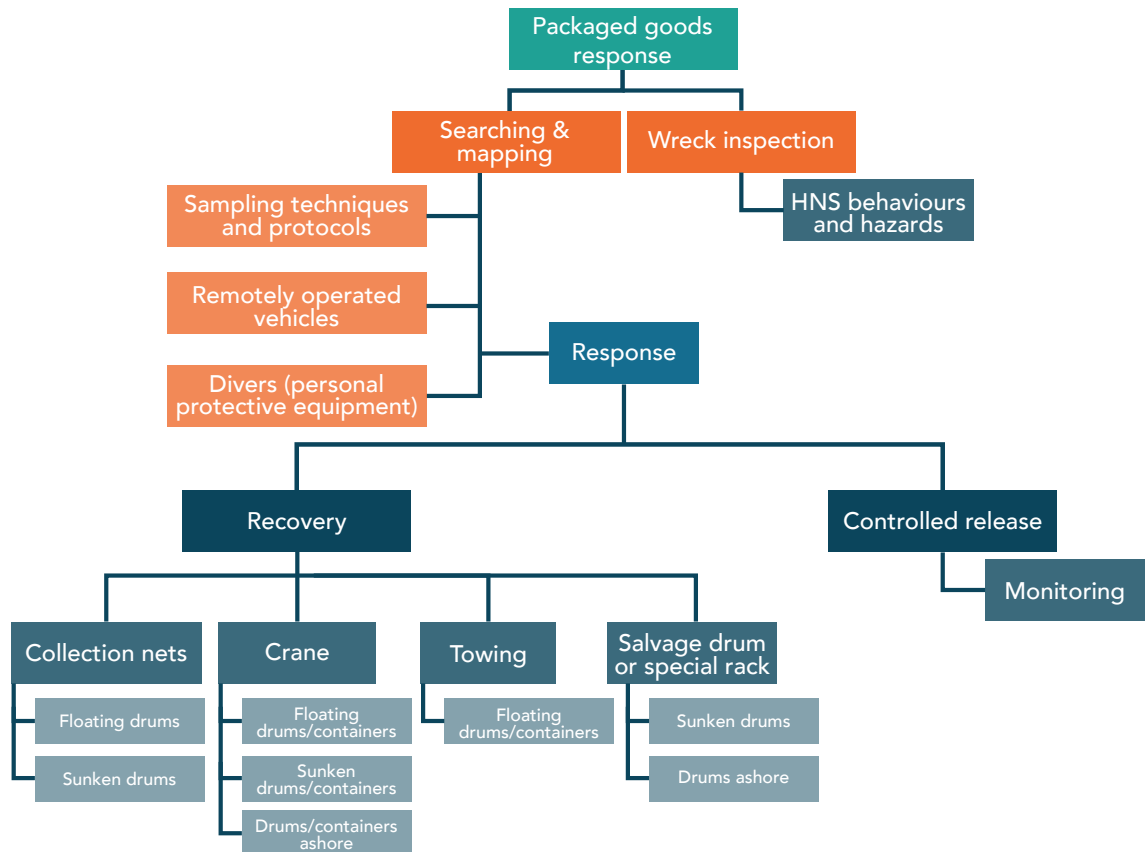 Packaged goods
response
Searching &
mapping
Wreck inspection
Sampling techniques
and protocols
HNS behaviours
and hazards
Remotely operated
vehicles
Response
Divers (personal
protective equipment)
Recovery
Controlled release
Monitoring
Collection nets
Crane
Towing
Salvage drum
or special rack
Floating drums
Floating
drums/containers
Floating
drums/containers
Sunken drums
Sunken drums
Sunken
drums/containers
Drums ashore
Drums/containers
ashore